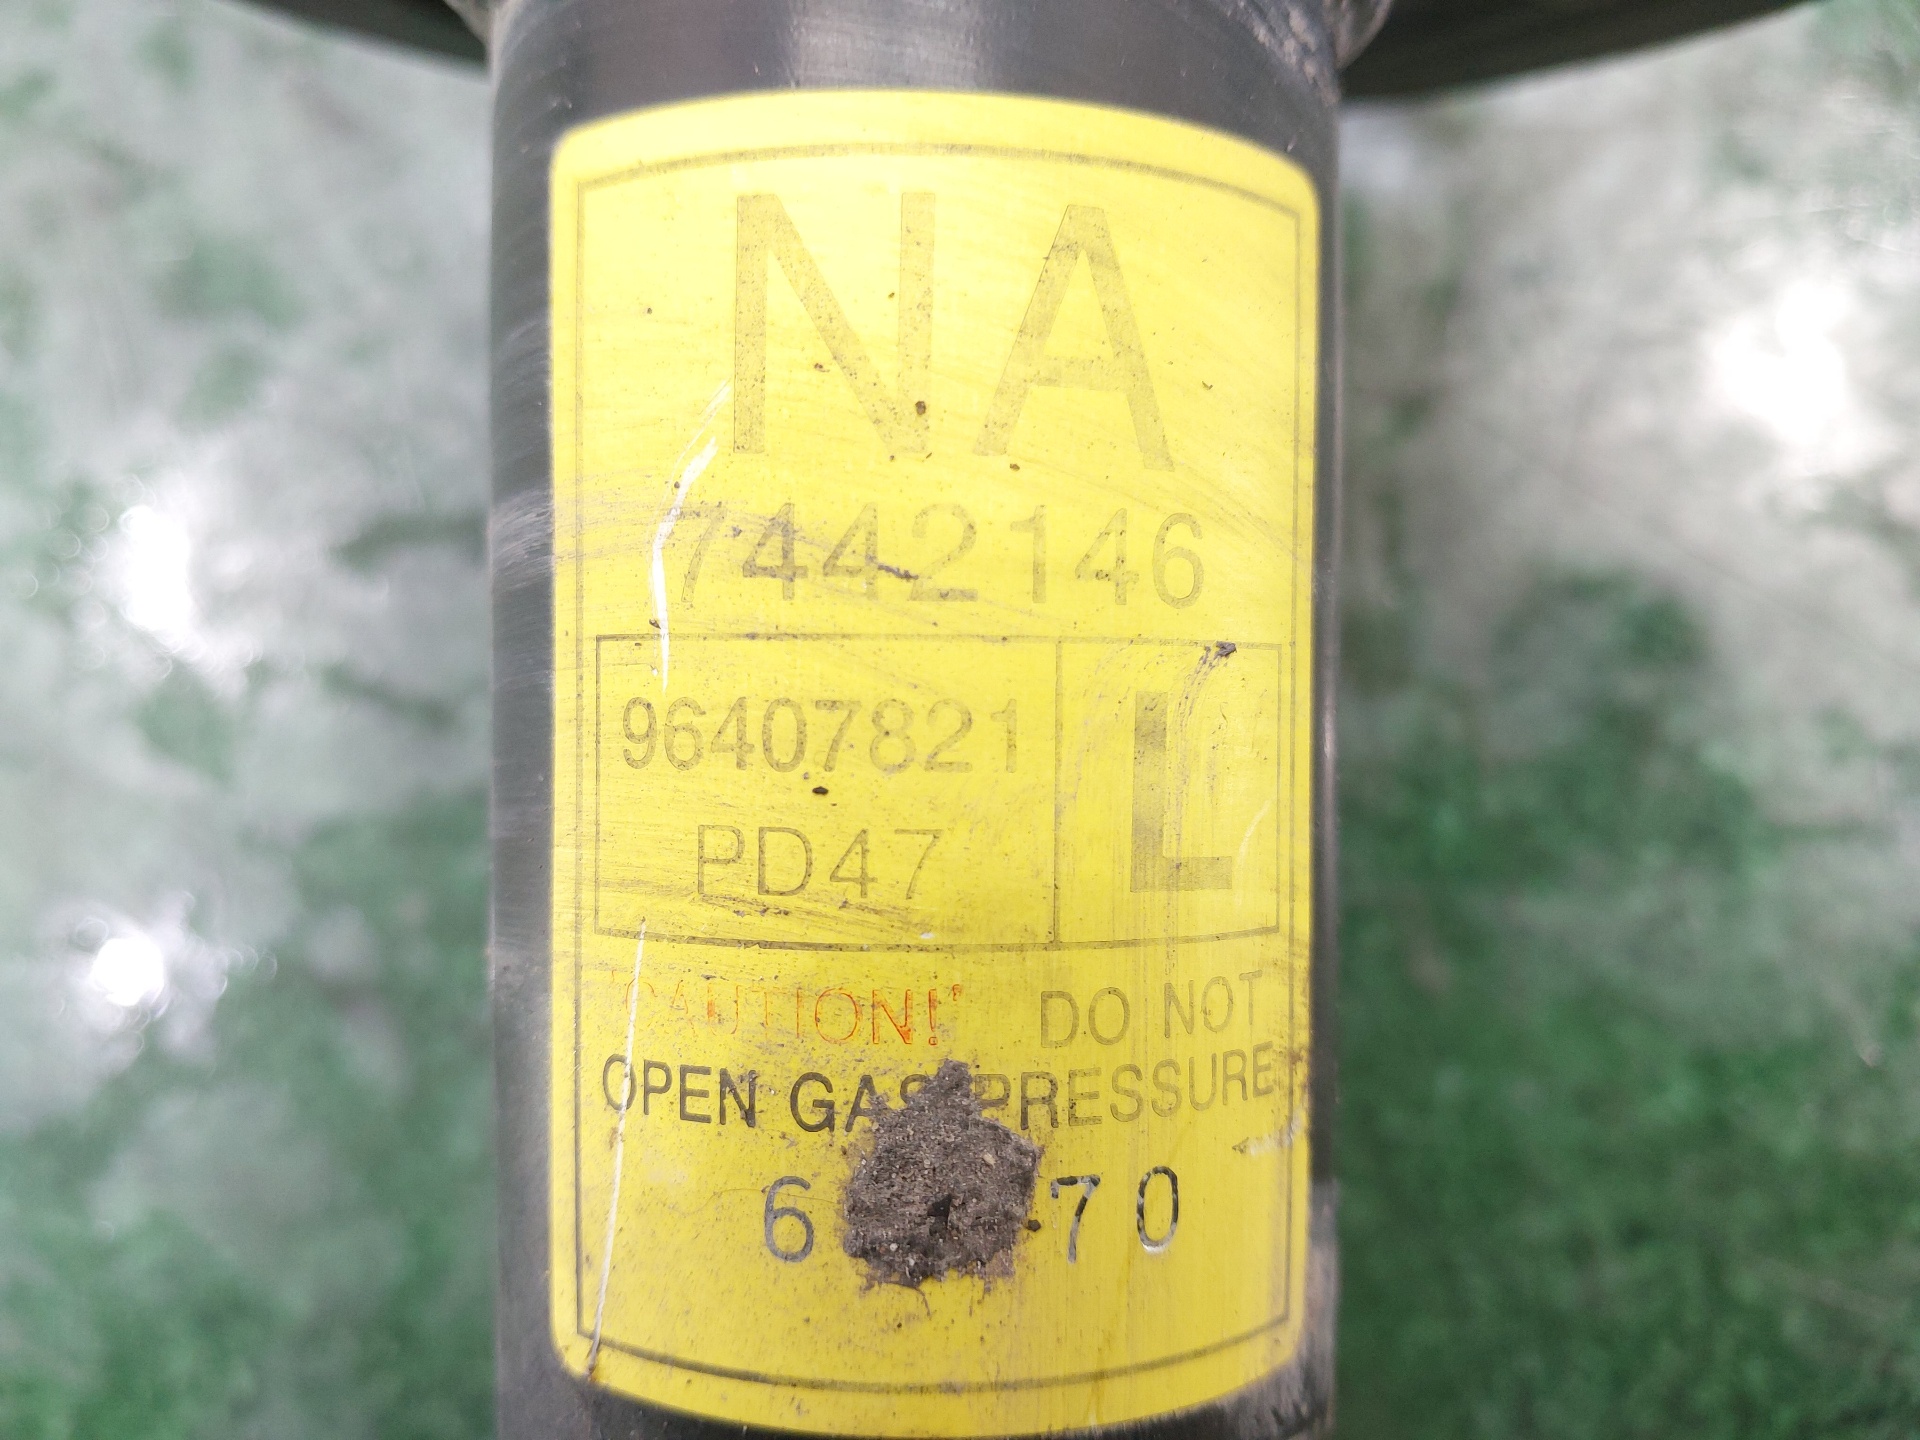 NA
7442146
96407821
PD47
L
"CAUTION!" DO NOT
OPEN GAS PRESSURE